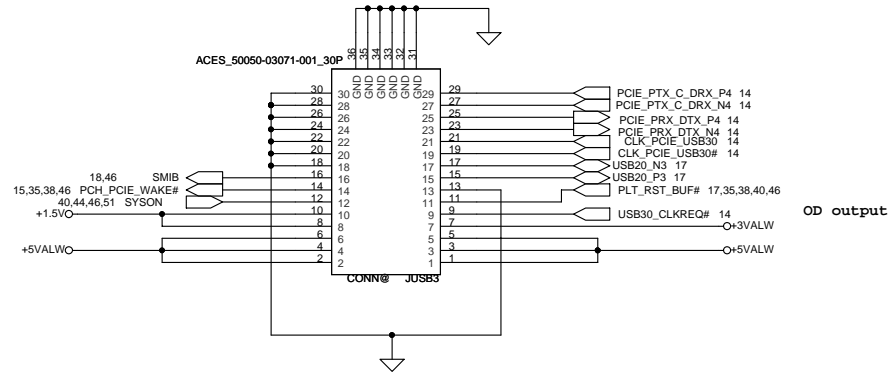 36 35 34 33 32 31
ACES_50050-03071-001_30P
GND GND GND GND GND GND
30 30 29 29 PCIE_PTX_C_DRX_P4 14
28 28 27 27 PCIE_PTX_C_DRX_N4 14
26 26 25 25 PCIE_PRX_DTX_P4 14
24 24 23 23 PCIE_PRX_DTX_N4 14
22 22 21 21 CLK_PCIE_USB30 14
20 20 19 19 CLK_PCIE_USB30# 14
18 18 17 17 USB20_N3 17
18,46 SMIB 16 16 15 15 USB20_P3 17
15,35,38,46 PCH_PCIE_WAKE# 14 14 13 13 PLT_RST_BUF# 17,35,38,40,46
40,44,46,51 SYSON 12 12 11 11
+1.5V 10 10 9 9 USB30_CLKREQ# 14 OD output
8 8 7 7 +3VALW
6 6 5 5
+5VALW 4 4 3 3 +5VALW
2 2 1 1
CONN@ JUSB3